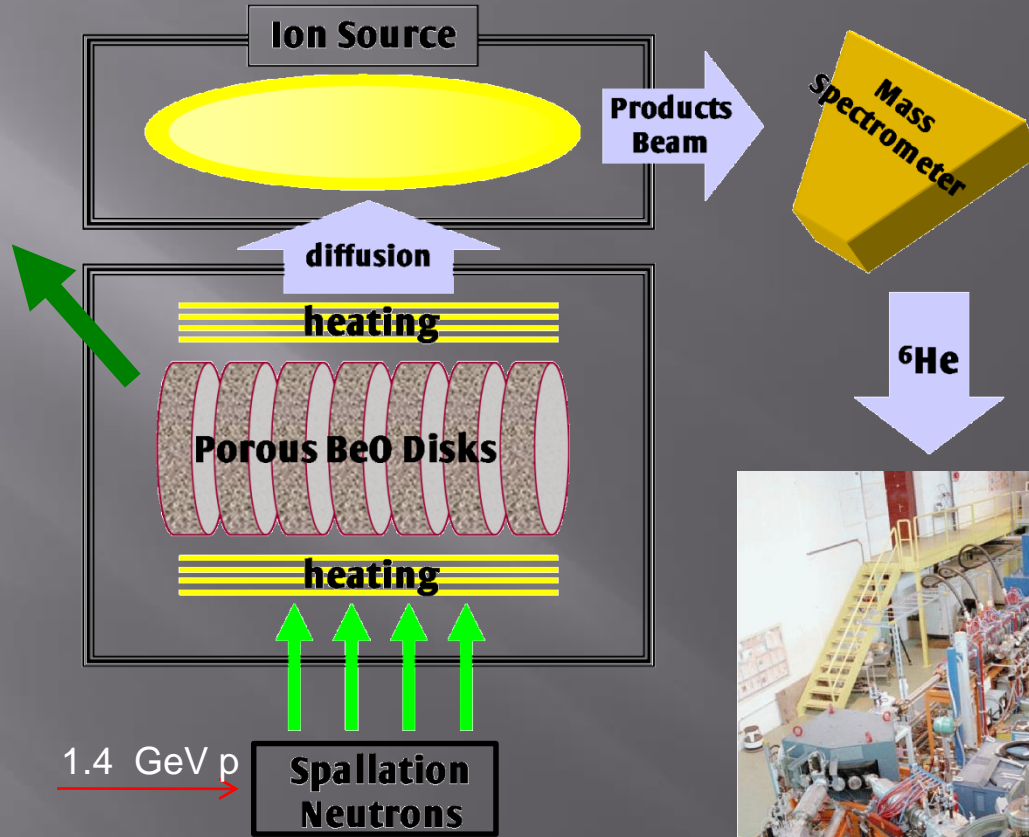 Ion Source
Products
Beam
Mass
Spectrometer
diffusion
heating
⁶He
Porous BeO Disks
heating
1.4 GeV p
Spallation
Neutrons